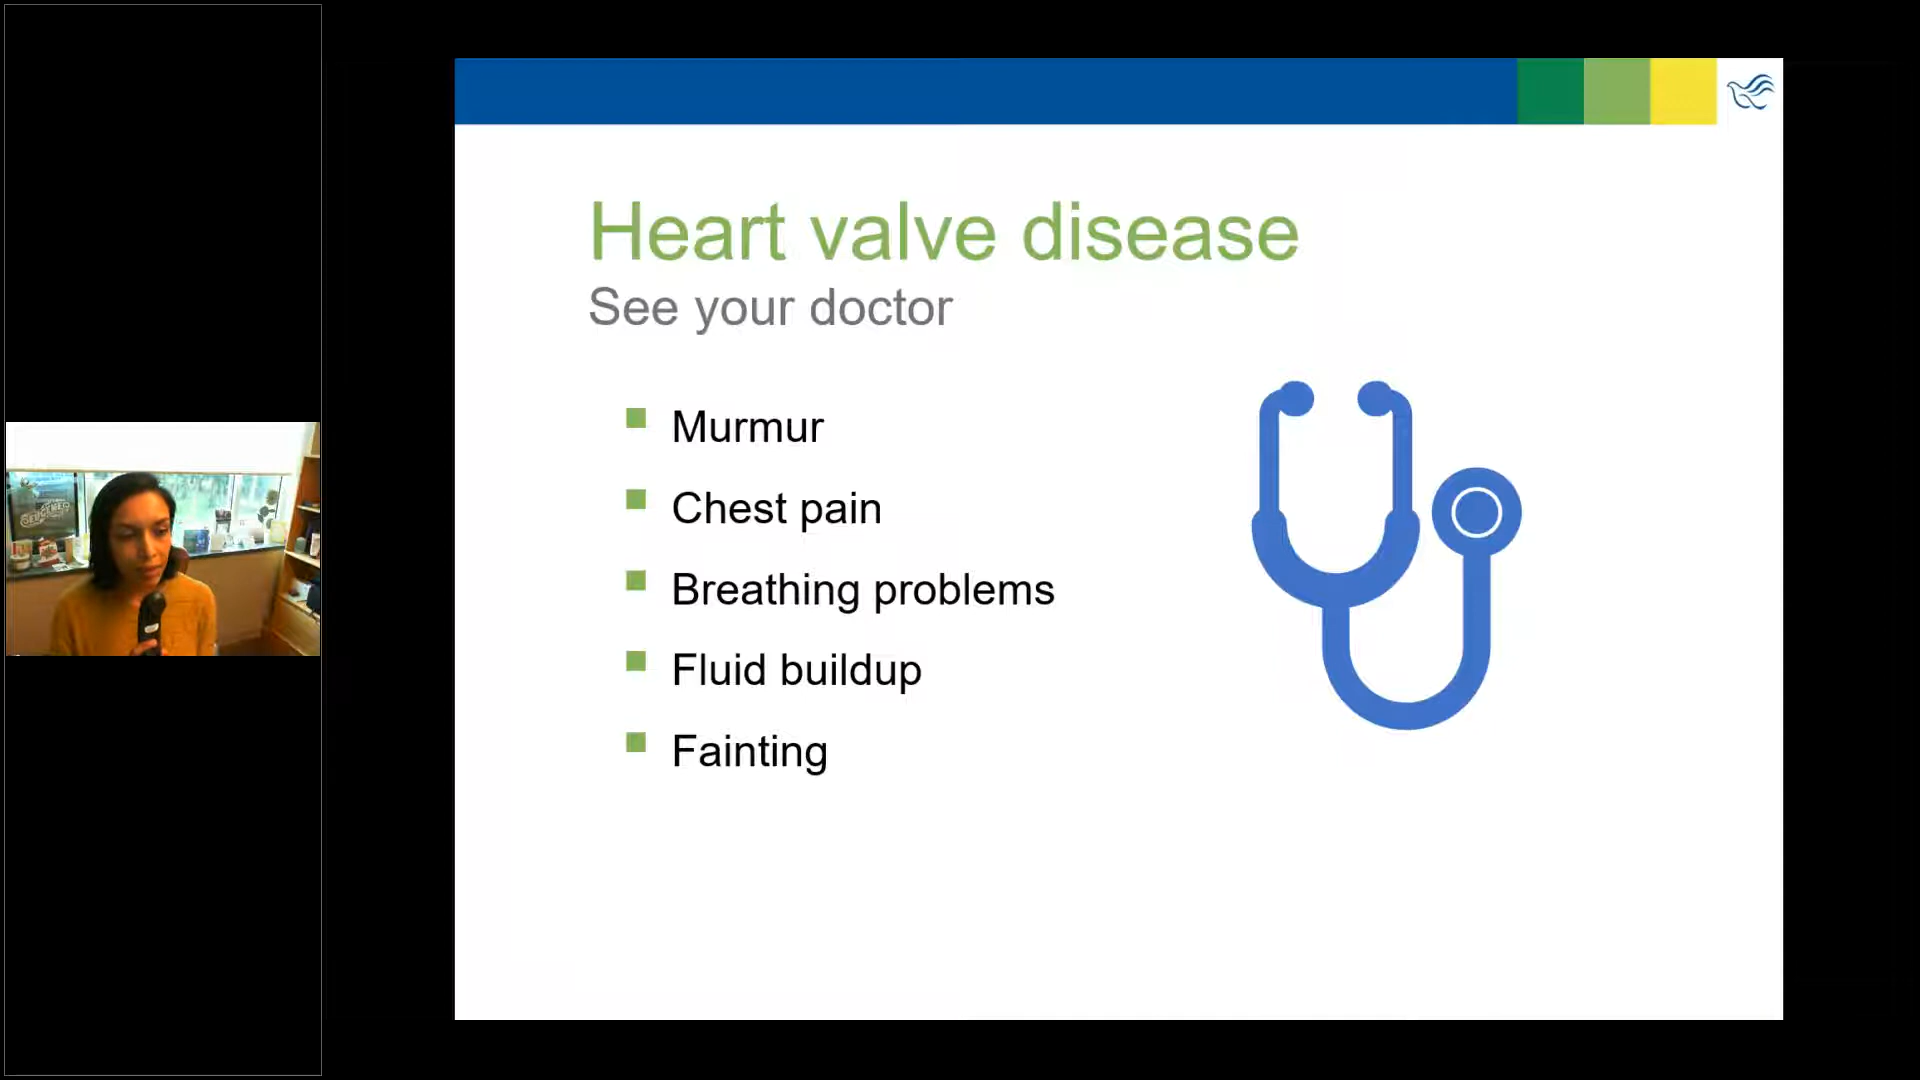 Heart valve disease
See your doctor
Murmur
Chest pain
Breathing problems
Fluid buildup
Fainting